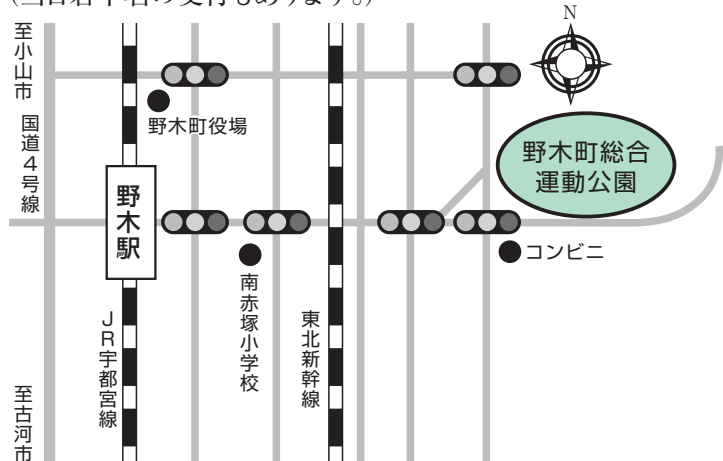 （当日若干名の受付もあります。）
N
至小山市
国道４号線
野木町役場
野木町総合
運動公園
野木駅
コンビニ
南赤塚小学校
ＪＲ宇都宮線
東北新幹線
至古河市